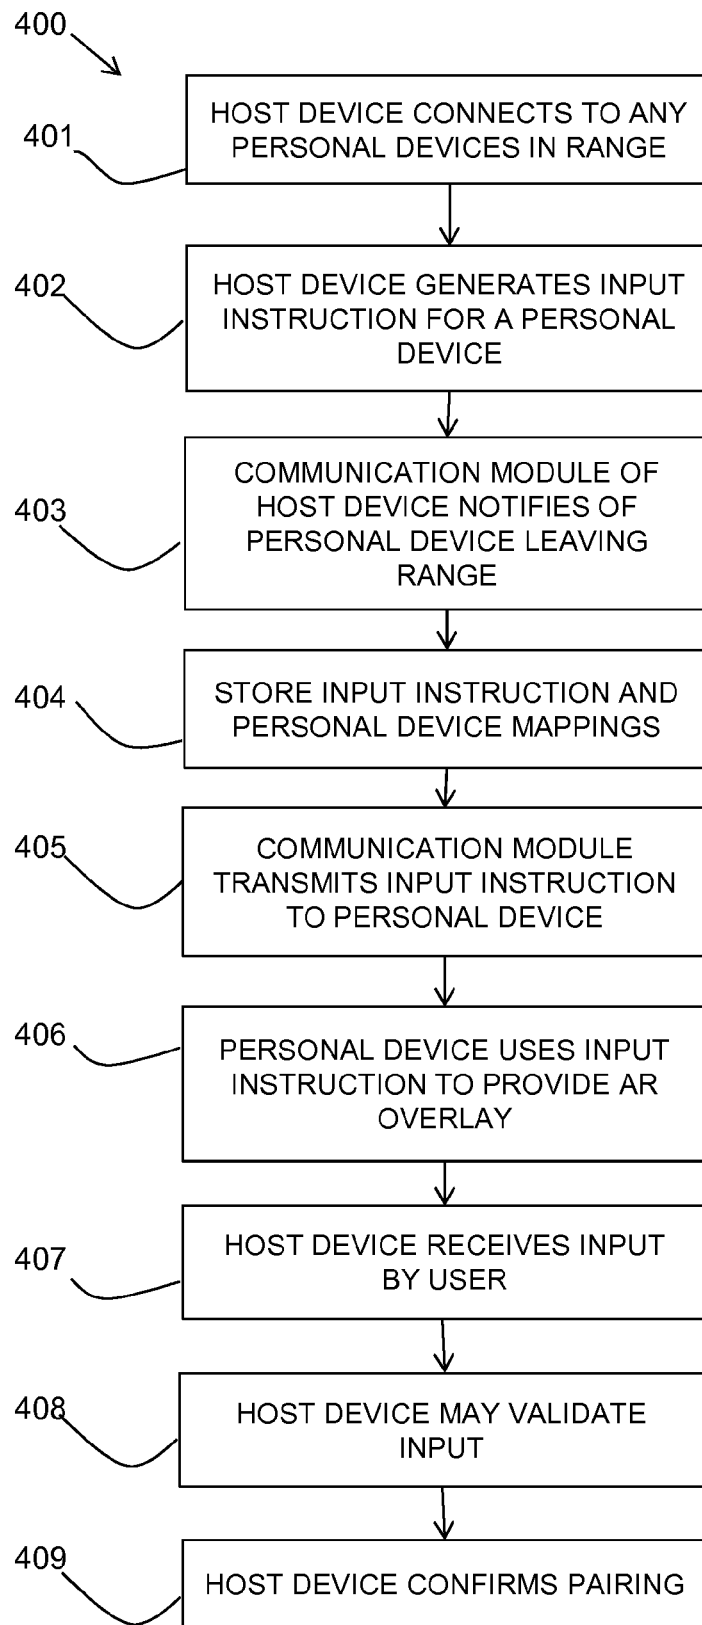 400
401
HOST DEVICE CONNECTS TO ANY
PERSONAL DEVICES IN RANGE
402
HOST DEVICE GENERATES INPUT
INSTRUCTION FOR A PERSONAL
DEVICE
403
COMMUNICATION MODULE OF
HOST DEVICE NOTIFIES OF
PERSONAL DEVICE LEAVING
RANGE
404
STORE INPUT INSTRUCTION AND
PERSONAL DEVICE MAPPINGS
405
COMMUNICATION MODULE
TRANSMITS INPUT INSTRUCTION
TO PERSONAL DEVICE
406
PERSONAL DEVICE USES INPUT
INSTRUCTION TO PROVIDE AR
OVERLAY
407
HOST DEVICE RECEIVES INPUT
BY USER
408
HOST DEVICE MAY VALIDATE
INPUT
409
HOST DEVICE CONFIRMS PAIRING